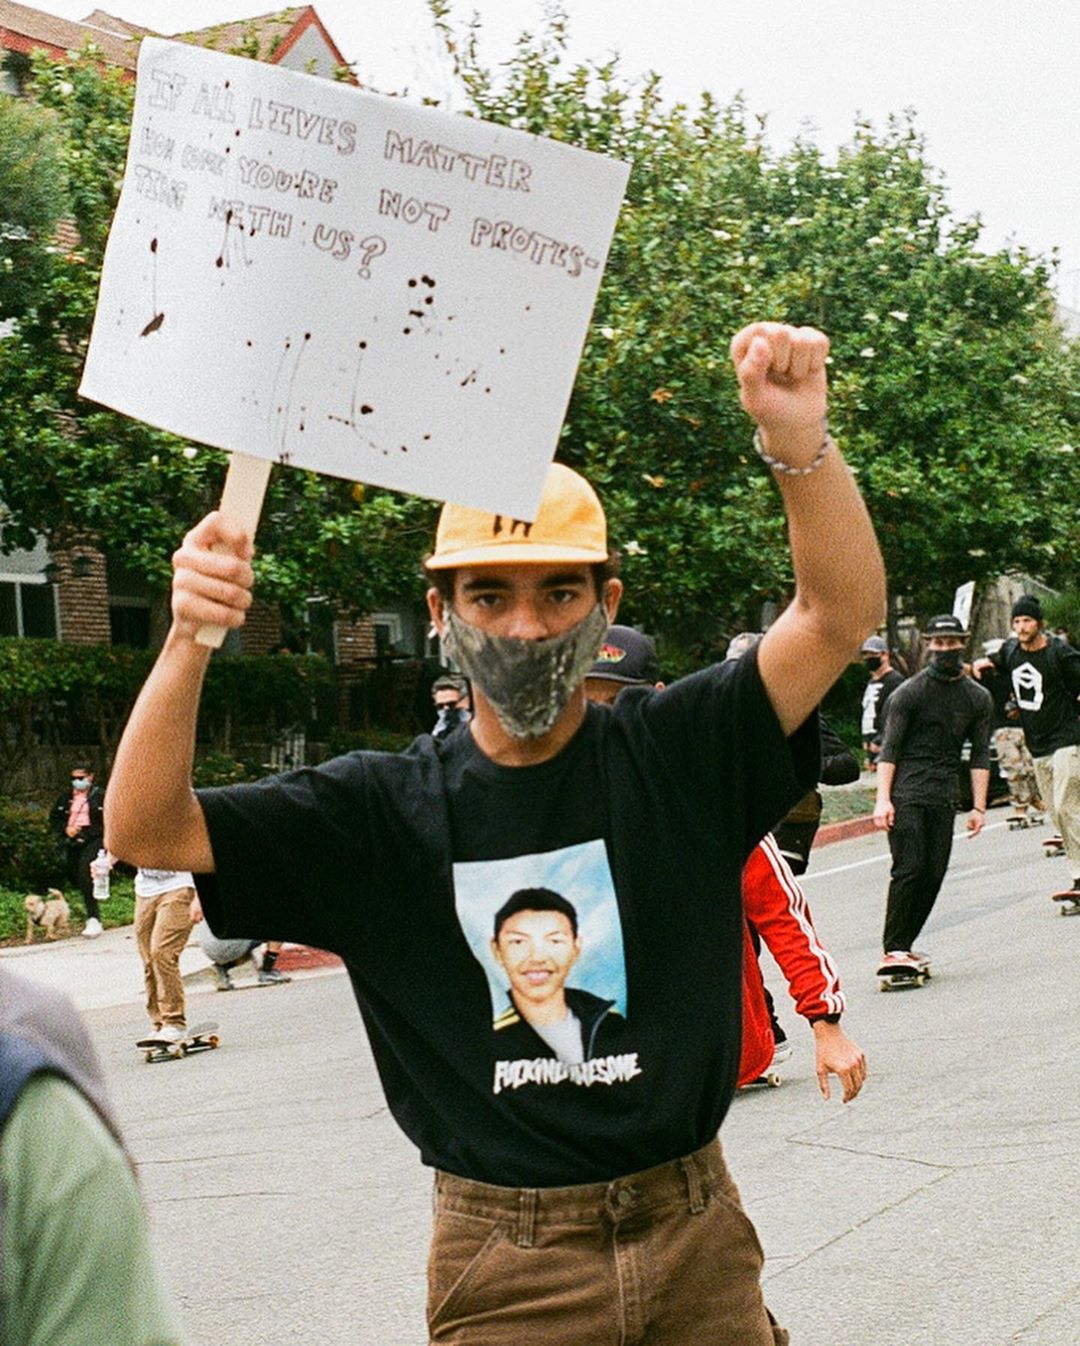 IF ALL LIVES MATTER
HOW COME YOU'RE NOT PROTES-
TING WITH US?
FUCKING AWESOME